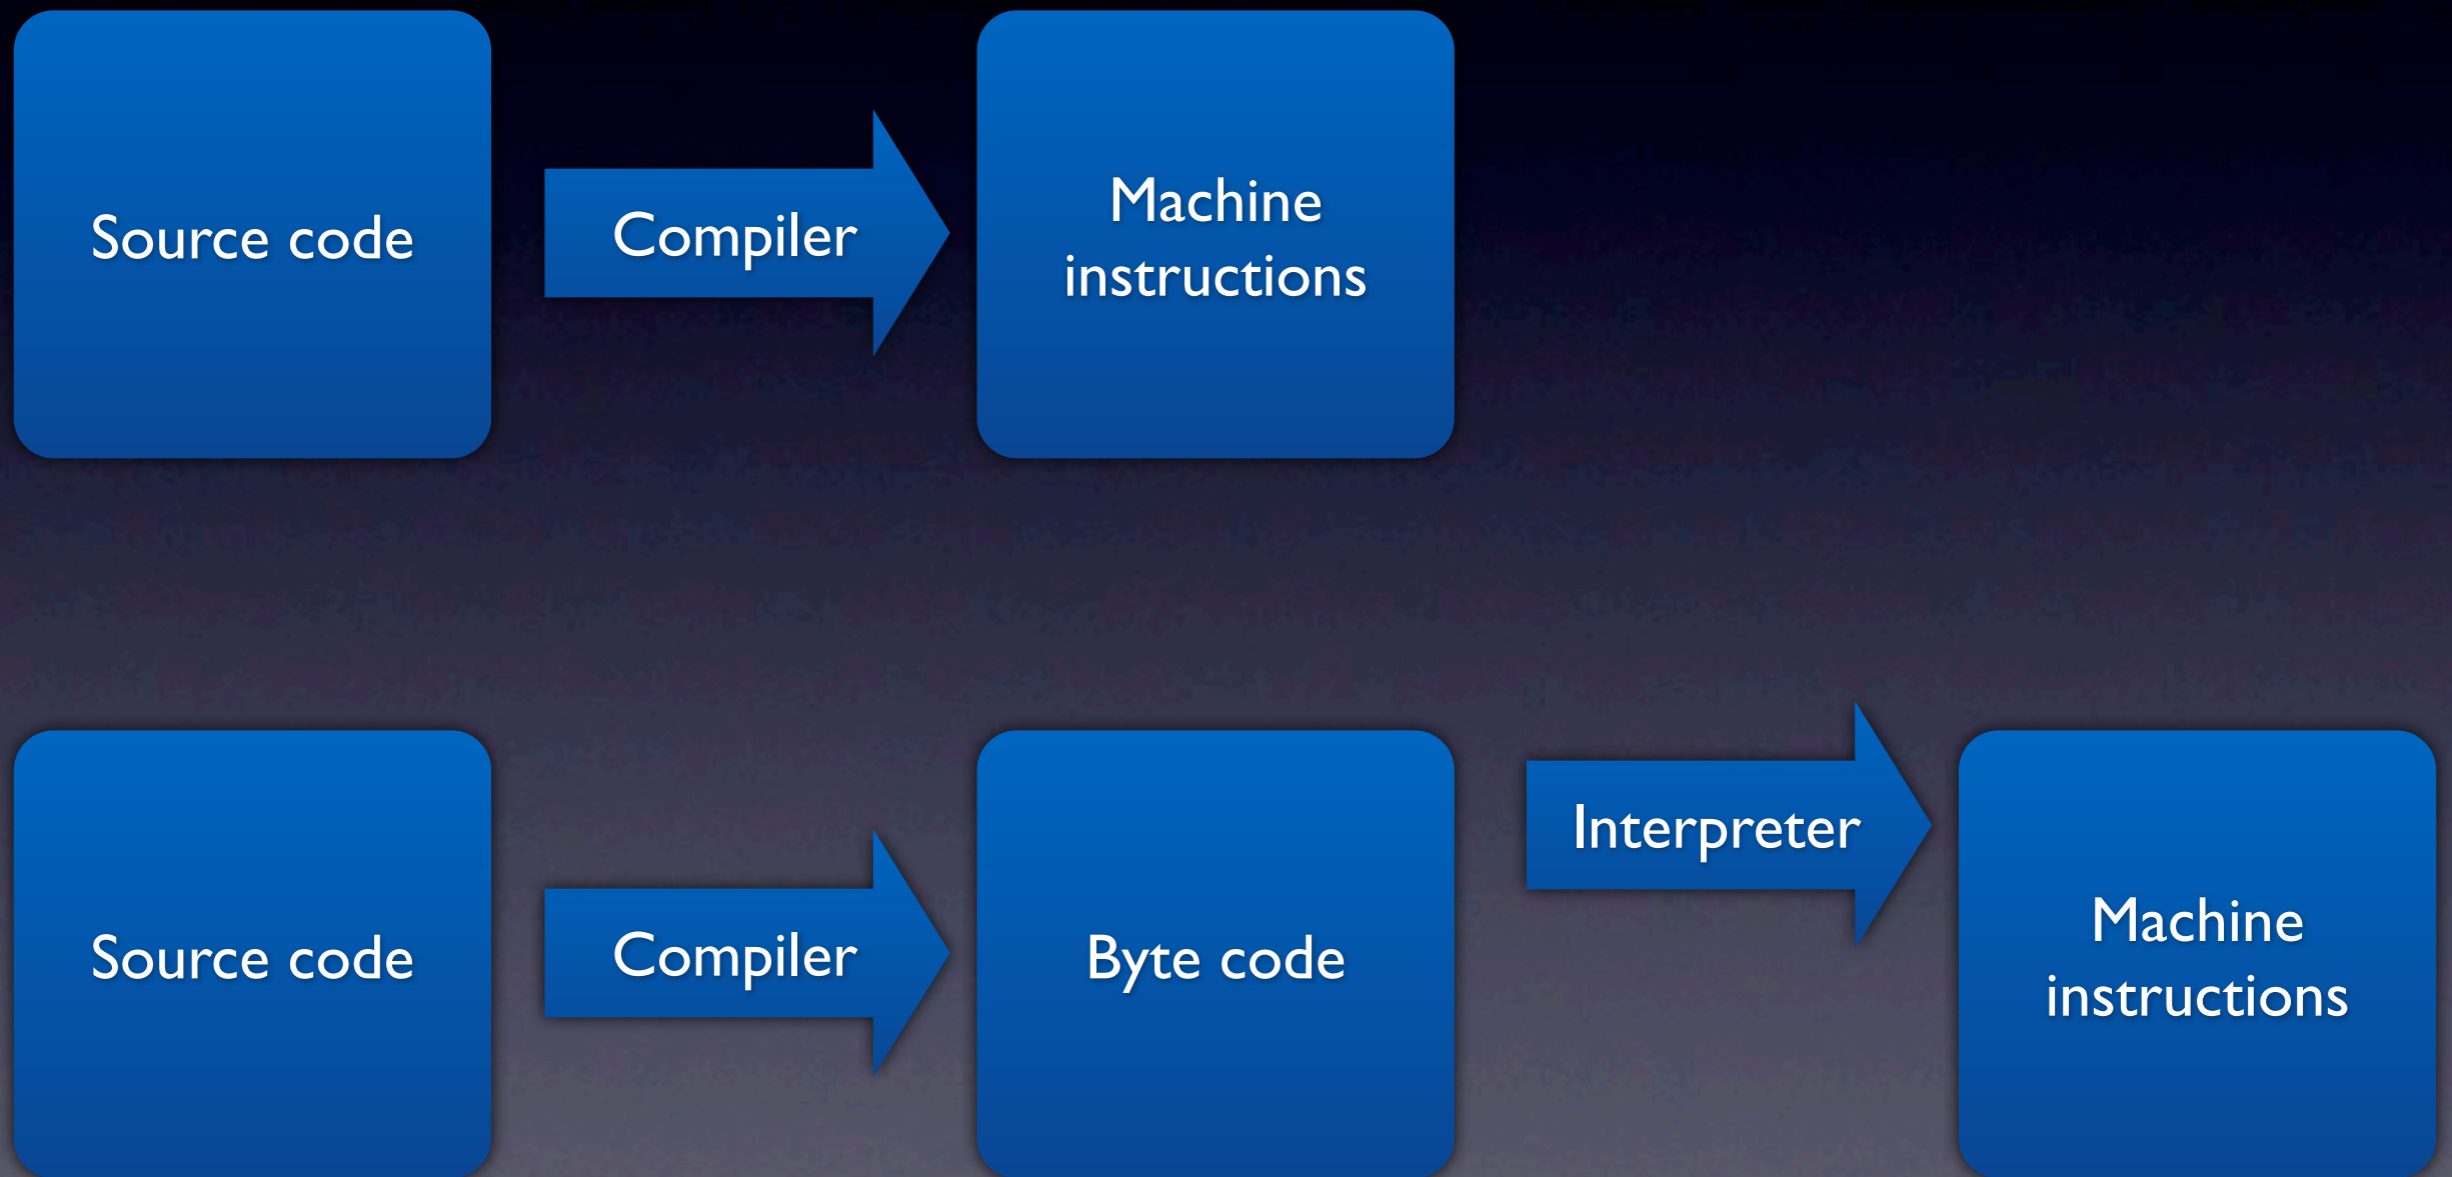 Source code
Compiler
Machine
instructions
Source code
Compiler
Byte code
Interpreter
Machine
instructions